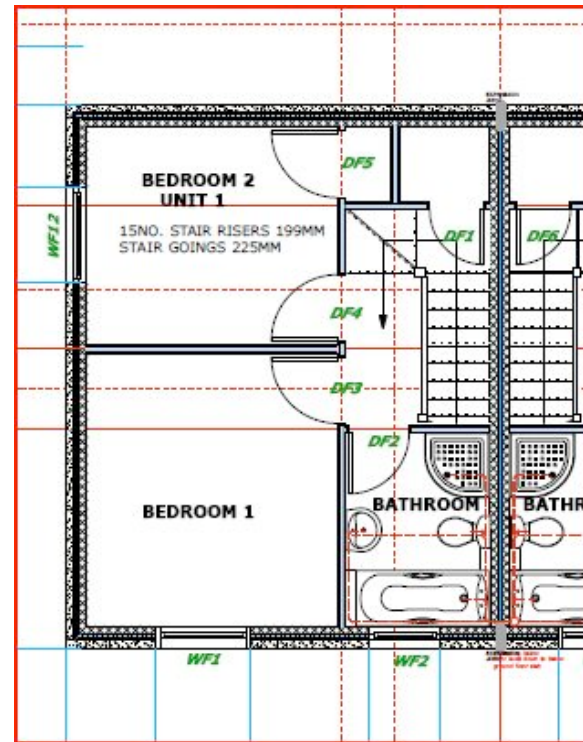 DF5
BEDROOM 2
UNIT 1
15NO. STAIR RISERS 199MM
STAIR GOINGS 225MM
WF12
DF1
DF6
DF4
DF3
DF2
BEDROOM 1
BATHROOM
BATHR
WF1
WF2